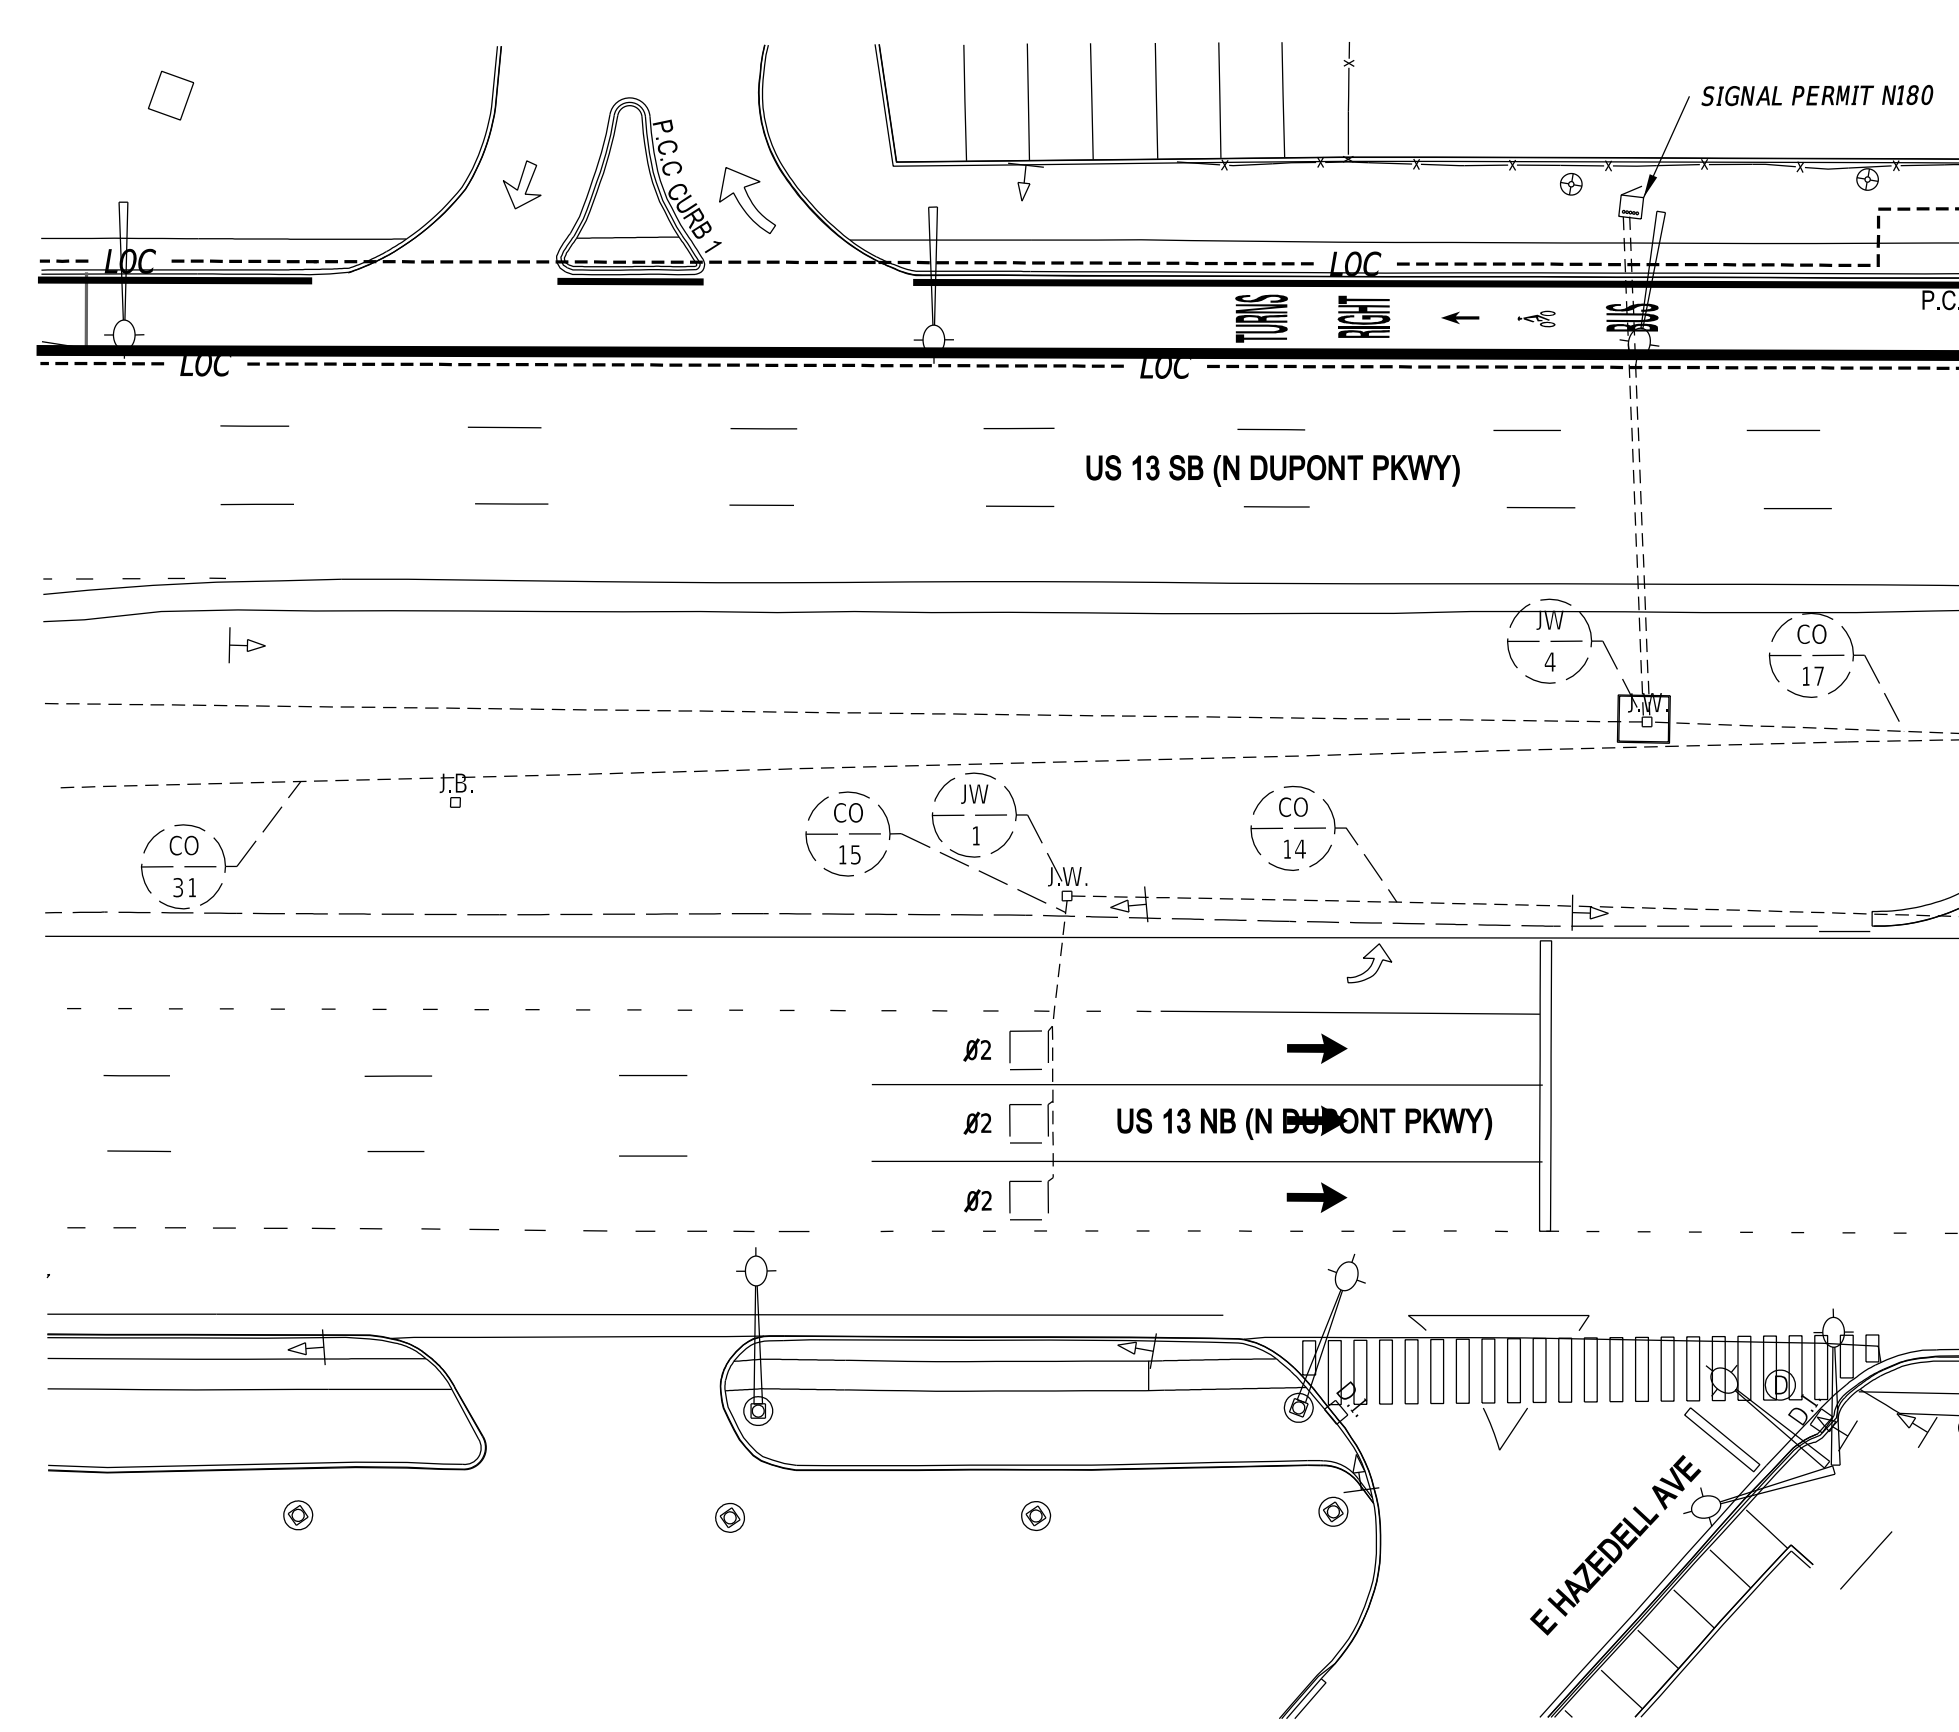 SIGNAL PERMIT N180
P.C.C CURB 1
LOC
LOC
TURNS
RIGHT
BUS
P.C.
LOC
LOC
US 13 SB (N DUPONT PKWY)
JW
4
CO
17
J.W.
J.B.
CO
15
JW
1
CO
14
CO
31
J.W.
Ø2
Ø2
US 13 NB (N DUPONT PKWY)
Ø2
D.I.
D
D.I.
E HAZEDELL AVE